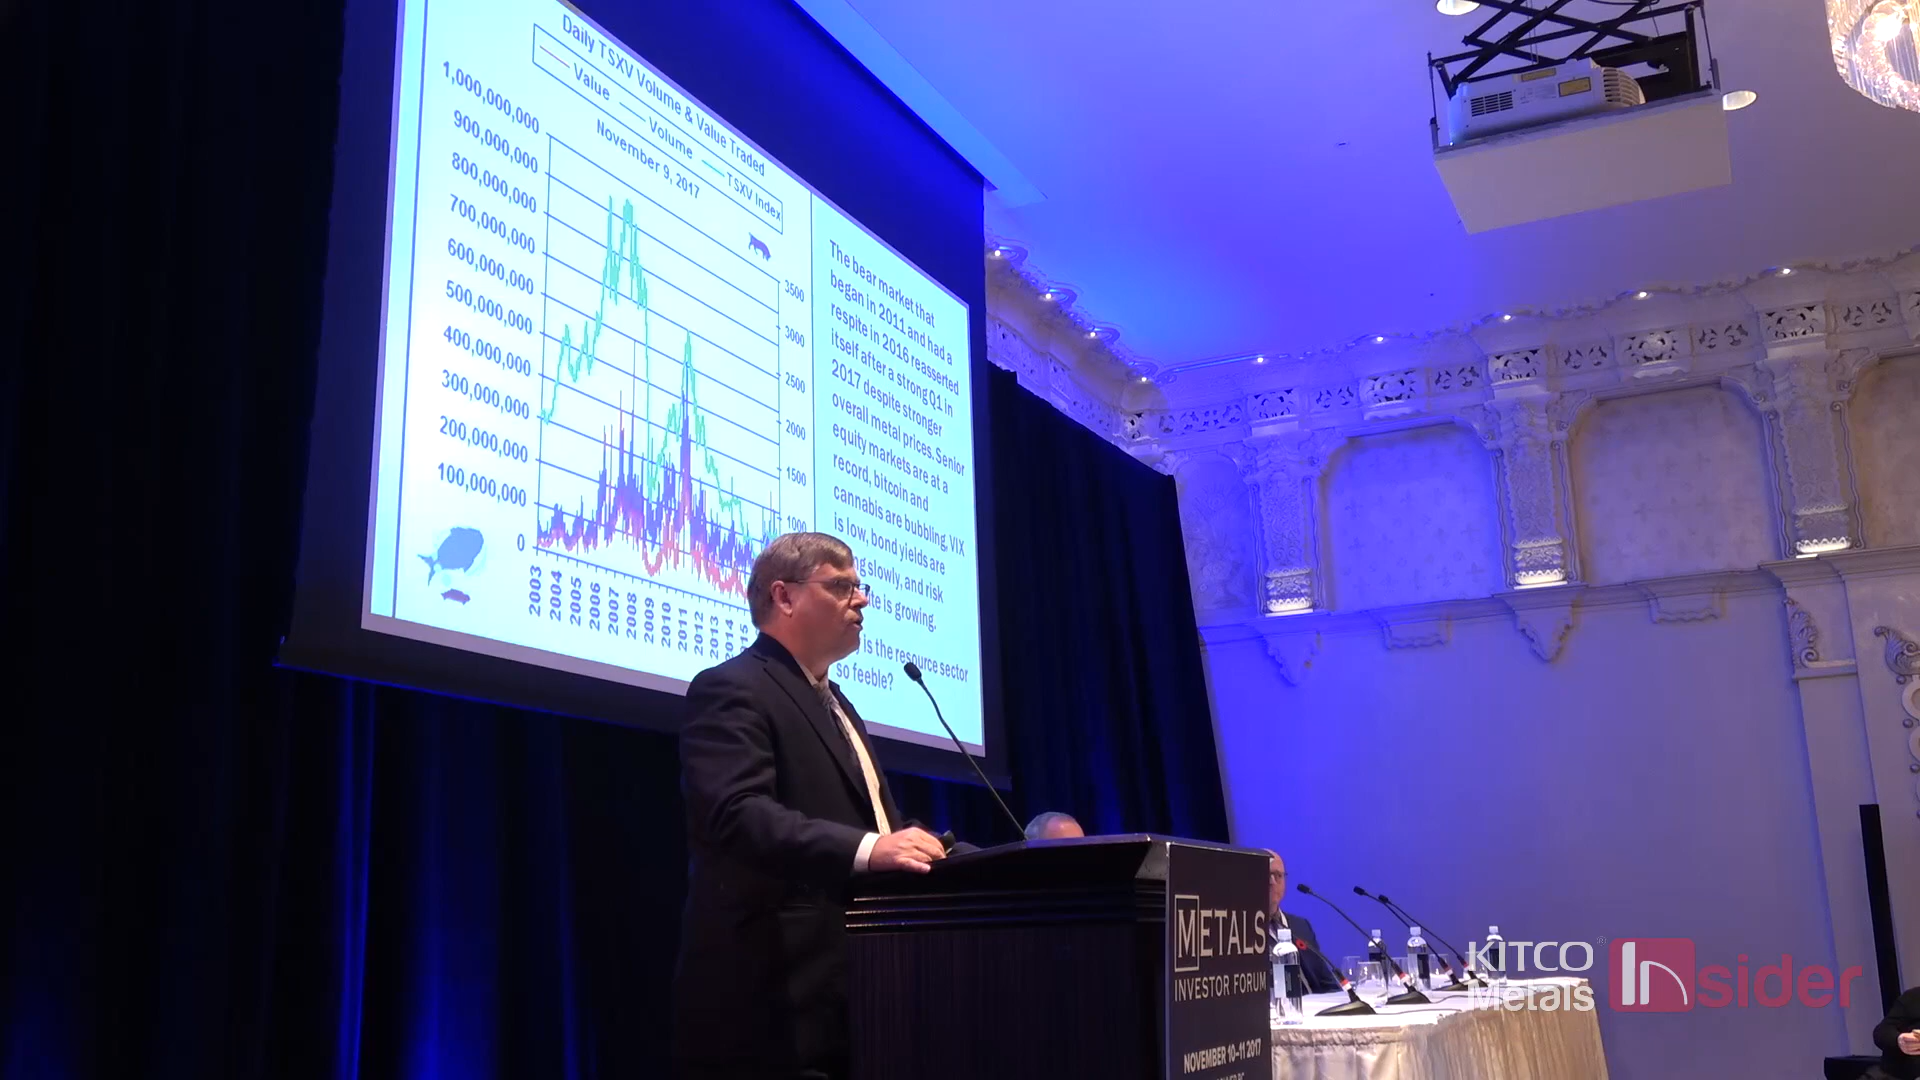 Daily TSXV Volume & Value Traded
Value Volume TSXV Index
November 9, 2017
1,000,000,000
900,000,000
800,000,000
700,000,000
600,000,000
500,000,000
400,000,000
300,000,000
200,000,000
100,000,000
0
3500
3000
2500
2000
1500
1000
2003
2004
2005
2006
2007
2008
2009
2010
2011
2012
2013
2014
The bear market that
began in 2011 and had a
respite in 2016 reasserted
itself after a strong Q1 in
2017 despite stronger
overall metal prices. Senior
equity markets are at a
record, bitcoin and
cannabis are bubbling, VIX
is low, bond yields are
slowly, and risk
is growing.
is the resource sector
so feeble?
METALS
INVESTOR FORUM
NOVEMBER 10–11 2017
KITCO®
Metals
INsider